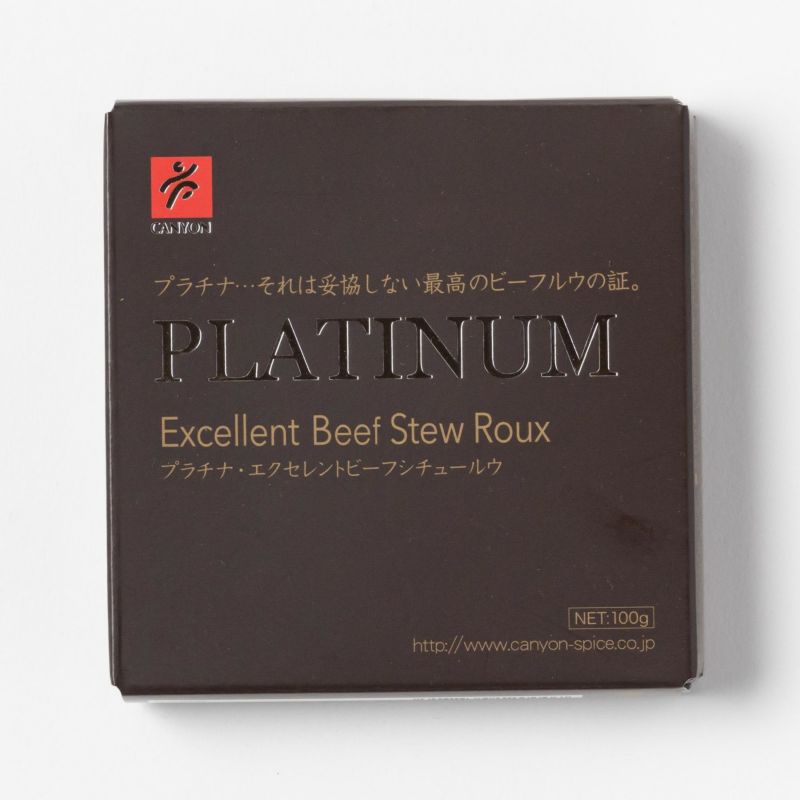 CANYON
プラチナ…それは妥協しない最高のビーフルウの証。
PLATINUM
Excellent Beef Stew Roux
プラチナ・エクセレントビーフシチュールウ
NET:100g
http://www.canyon-spice.co.jp